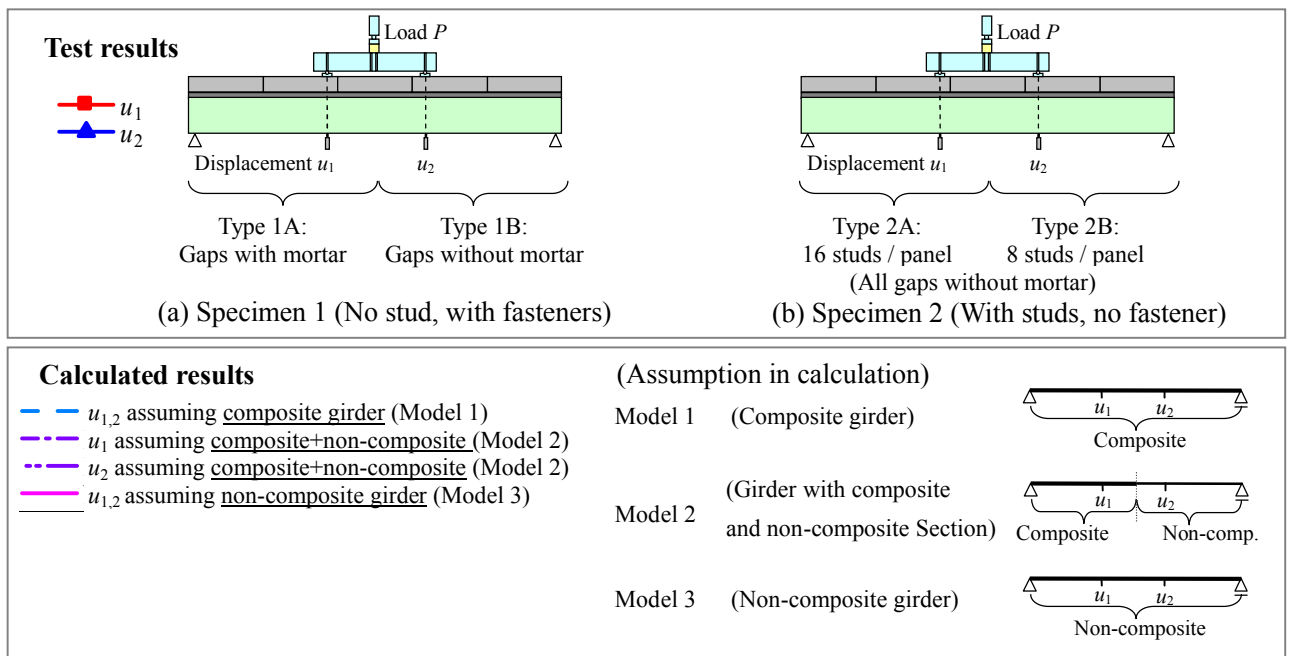 Test results
u1
u2
Load P
Displacement u1
u2
Type 1A:
Gaps with mortar
Type 1B:
Gaps without mortar
(a) Specimen 1 (No stud, with fasteners)
Load P
Displacement u1
u2
Type 2A:
16 studs / panel
Type 2B:
8 studs / panel
(All gaps without mortar)
(b) Specimen 2 (With studs, no fastener)
Calculated results
u1,2 assuming composite girder (Model 1)
u1 assuming composite+non-composite (Model 2)
u2 assuming composite+non-composite (Model 2)
u1,2 assuming non-composite girder (Model 3)
(Assumption in calculation)
Model 1 (Composite girder)
u1 u2
Composite
Model 2 (Girder with composite
and non-composite Section)
u1 u2
Composite Non-comp.
Model 3 (Non-composite girder)
u1 u2
Non-composite